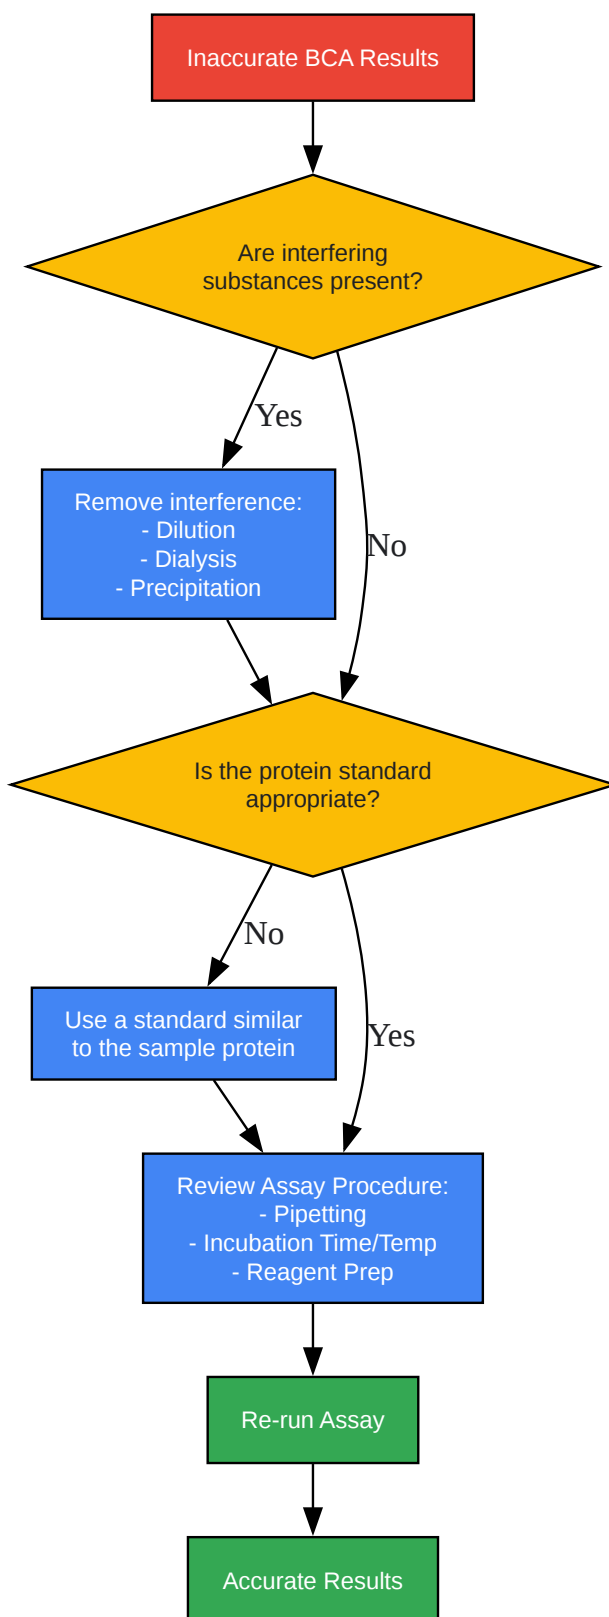 Inaccurate BCA Results
Are interfering
substances present?
Yes
Remove interference:
- Dilution
- Dialysis
- Precipitation
No
Is the protein standard
appropriate?
No
Use a standard similar
to the sample protein
Yes
Review Assay Procedure:
- Pipetting
- Incubation Time/Temp
- Reagent Prep
Re-run Assay
Accurate Results